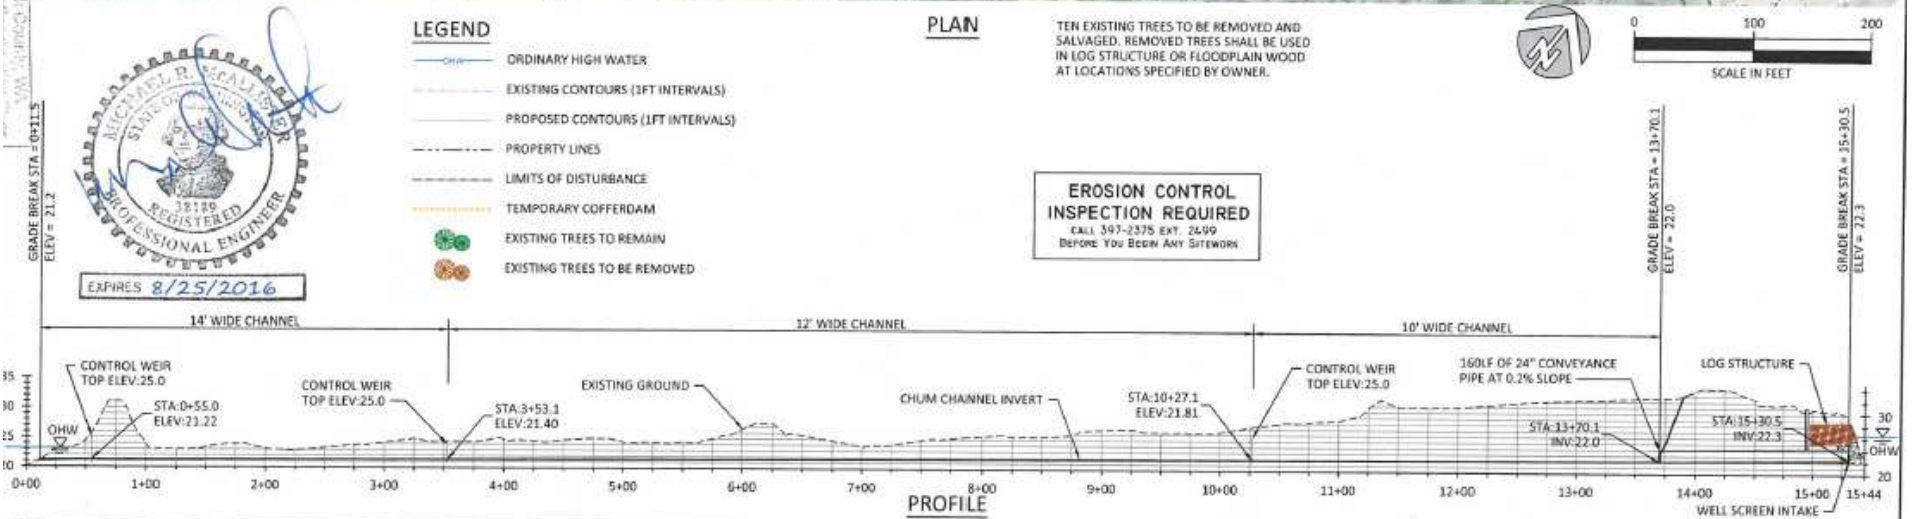 LEGEND
OHW
ORDINARY HIGH WATER
EXISTING CONTOURS (1FT INTERVALS)
PROPOSED CONTOURS (1FT INTERVALS)
PROPERTY LINES
LIMITS OF DISTURBANCE
TEMPORARY COFFERDAM
EXISTING TREES TO REMAIN
EXISTING TREES TO BE REMOVED
PLAN
TEN EXISTING TREES TO BE REMOVED AND
SALVAGED. REMOVED TREES SHALL BE USED
IN LOG STRUCTURE OR FLOODPLAIN WOOD
AT LOCATIONS SPECIFIED BY OWNER.
N
0 100 200
SCALE IN FEET
MICHAEL R. McALLISTER
STATE OF WASHINGTON
38189
REGISTERED
PROFESSIONAL ENGINEER
EXPIRES 8/25/2016
EROSION CONTROL
INSPECTION REQUIRED
CALL 397-2375 EXT. 2499
BEFORE YOU BEGIN ANY SITEWORK
GRADE BREAK STA = 0+11.5
ELEV = 21.2
GRADE BREAK STA = 13+70.1
ELEV = 22.0
GRADE BREAK STA = 15+30.5
ELEV = 22.3
14' WIDE CHANNEL
12' WIDE CHANNEL
10' WIDE CHANNEL
CONTROL WEIR
TOP ELEV:25.0
STA:0+55.0
ELEV:21.22
CONTROL WEIR
TOP ELEV:25.0
STA:3+53.1
ELEV:21.40
EXISTING GROUND
CHUM CHANNEL INVERT
STA:10+27.1
ELEV:21.81
CONTROL WEIR
TOP ELEV:25.0
160LF OF 24" CONVEYANCE
PIPE AT 0.2% SLOPE
LOG STRUCTURE
STA:13+70.1
INV:22.0
STA:15+30.5
INV:22.3
OHW
35
30
25
20
30
OHW
20
0+00 1+00 2+00 3+00 4+00 5+00 6+00 7+00 8+00 9+00 10+00 11+00 12+00 13+00 14+00 15+00 15+44
PROFILE
WELL SCREEN INTAKE